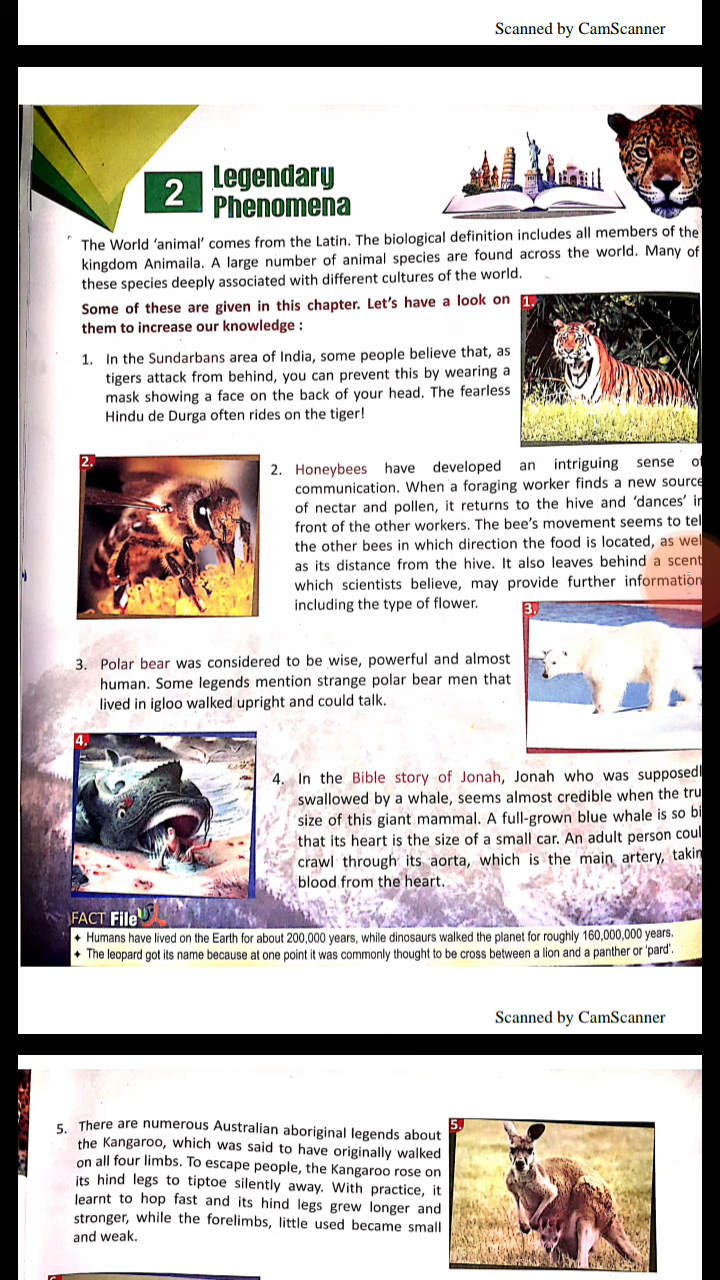 Scanned by CamScanner
2
Legendary
Phenomena
The World ‘animal’ comes from the Latin. The biological definition includes all members of the
kingdom Animaila. A large number of animal species are found across the world. Many of
these species deeply associated with different cultures of the world.
Some of these are given in this chapter. Let’s have a look on
them to increase our knowledge :
1.
1. In the Sundarbans area of India, some people believe that, as
tigers attack from behind, you can prevent this by wearing a
mask showing a face on the back of your head. The fearless
Hindu de Durga often rides on the tiger!
2.
2. Honeybees have developed an intriguing sense of
communication. When a foraging worker finds a new source
of nectar and pollen, it returns to the hive and ‘dances’ in
front of the other workers. The bee’s movement seems to tel
the other bees in which direction the food is located, as wel
as its distance from the hive. It also leaves behind a scent
which scientists believe, may provide further information
including the type of flower.
3.
3. Polar bear was considered to be wise, powerful and almost
human. Some legends mention strange polar bear men that
lived in igloo walked upright and could talk.
4.
4. In the Bible story of Jonah, Jonah who was supposedl
swallowed by a whale, seems almost credible when the tru
size of this giant mammal. A full-grown blue whale is so bi
that its heart is the size of a small car. An adult person coul
crawl through its aorta, which is the main artery, takin
blood from the heart.
FACT File
+ Humans have lived on the Earth for about 200,000 years, while dinosaurs walked the planet for roughly 160,000,000 years.
+ The leopard got its name because at one point it was commonly thought to be cross between a lion and a panther or 'pard'.
Scanned by CamScanner
5. There are numerous Australian aboriginal legends about
the Kangaroo, which was said to have originally walked
on all four limbs. To escape people, the Kangaroo rose on
its hind legs to tiptoe silently away. With practice, it
learnt to hop fast and its hind legs grew longer and
stronger, while the forelimbs, little used became small
and weak.
5.